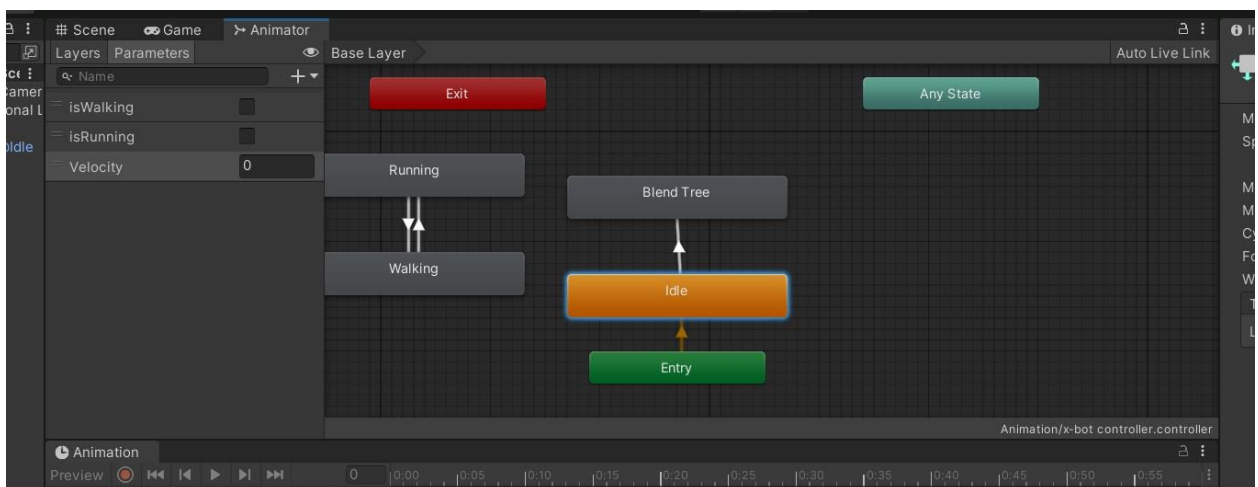 # Scene Game Animator
Layers Parameters Base Layer Auto Live Link
Name
isWalking
isRunning
Velocity 0
Exit
Any State
Running
Blend Tree
Walking
Idle
Entry
Animation/x-bot controller.controller
Animation
Preview 0 0:00 0:05 0:10 0:15 0:20 0:25 0:30 0:35 0:40 0:45 0:50 0:55